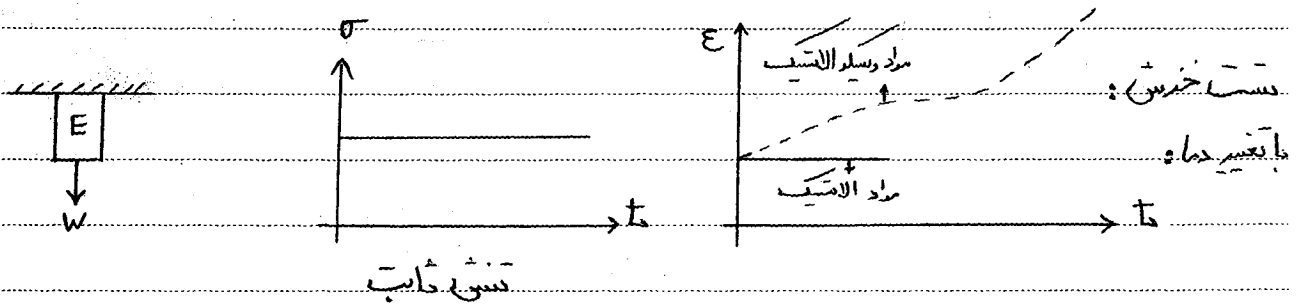 σ
ε
مواد ویسکوالاستیک
تست خزش:
E
با تغییر دما:
مواد الاستیک
W
t
t
تنش ثابت